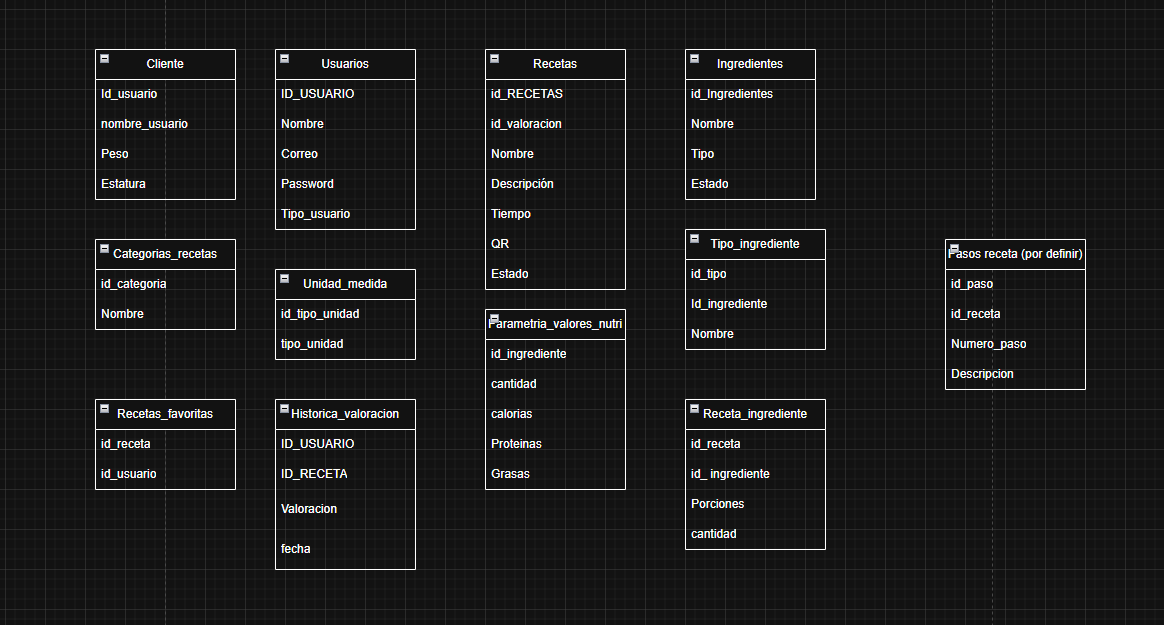 Cliente
Id_usuario
nombre_usuario
Peso
Estatura
Usuarios
ID_USUARIO
Nombre
Correo
Password
Tipo_usuario
Recetas
id_RECETAS
id_valoracion
Nombre
Descripción
Tiempo
QR
Estado
Ingredientes
id_Ingredientes
Nombre
Tipo
Estado
Categorias_recetas
id_categoria
Nombre
Unidad_medida
id_tipo_unidad
tipo_unidad
Parametria_valores_nutri
id_ingrediente
cantidad
calorias
Proteinas
Grasas
Tipo_ingrediente
id_tipo
Id_ingrediente
Nombre
Pasos receta (por definir)
id_paso
id_receta
Numero_paso
Descripcion
Recetas_favoritas
id_receta
id_usuario
Historica_valoracion
ID_USUARIO
ID_RECETA
Valoracion
fecha
Receta_ingrediente
id_receta
id_ ingrediente
Porciones
cantidad